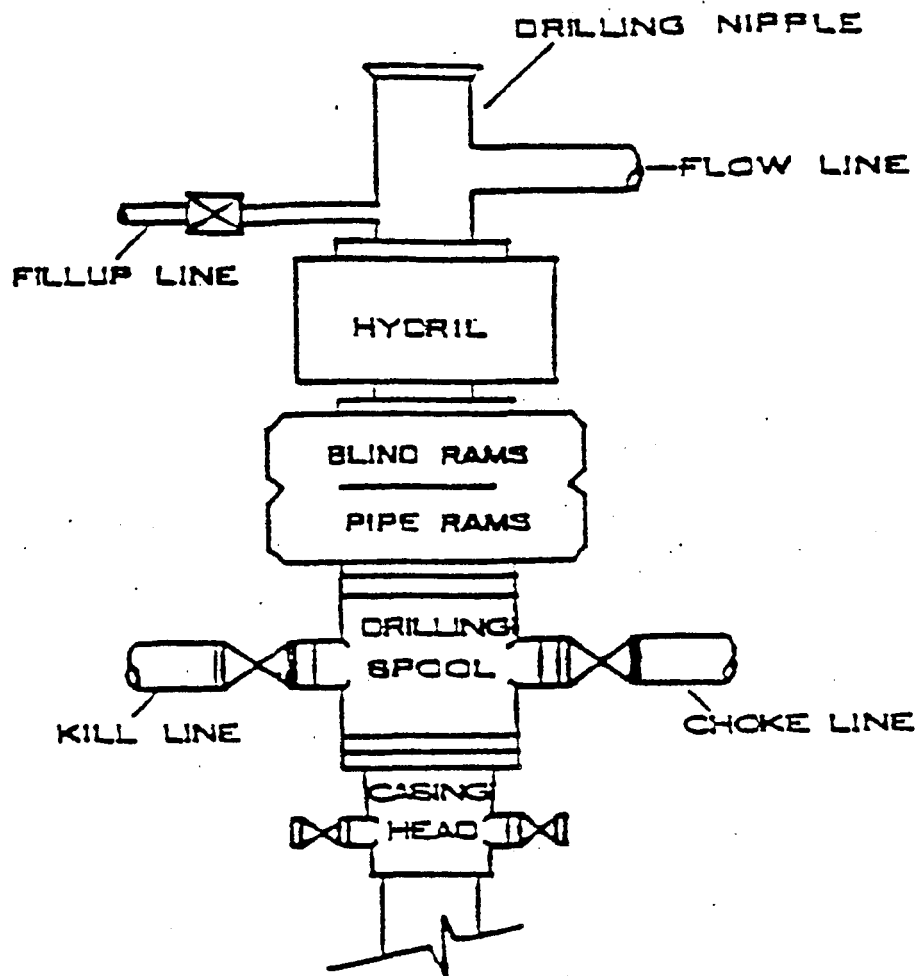 DRILLING NIPPLE
FLOW LINE
FILLUP LINE
HYDRIL
BLIND RAMS
PIPE RAMS
DRILLING
SPOOL
KILL LINE
CHOKE LINE
CASING
HEAD